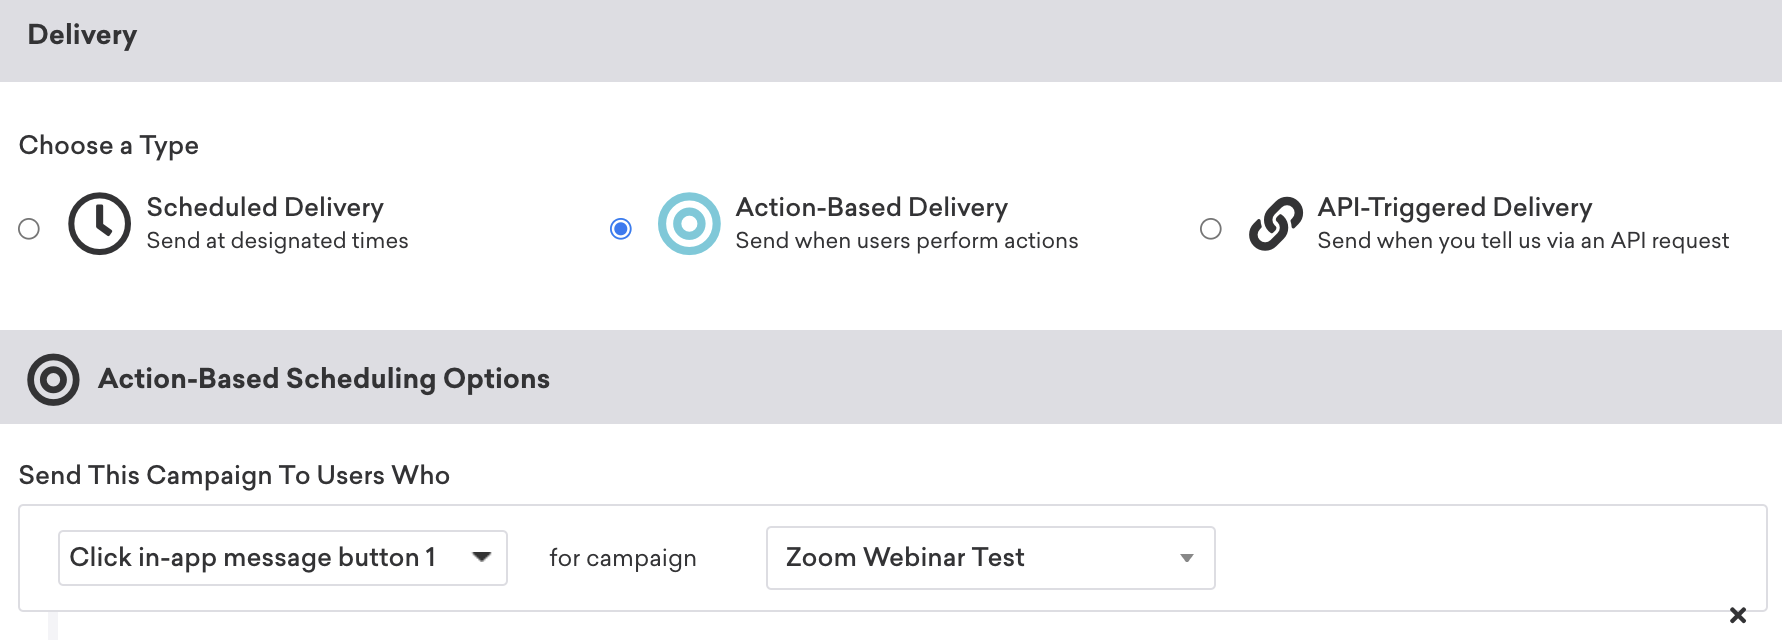 Delivery
Choose a Type
Scheduled Delivery
Send at designated times
Action-Based Delivery
Send when users perform actions
API-Triggered Delivery
Send when you tell us via an API request
Action-Based Scheduling Options
Send This Campaign To Users Who
Click in-app message button 1 for campaign Zoom Webinar Test